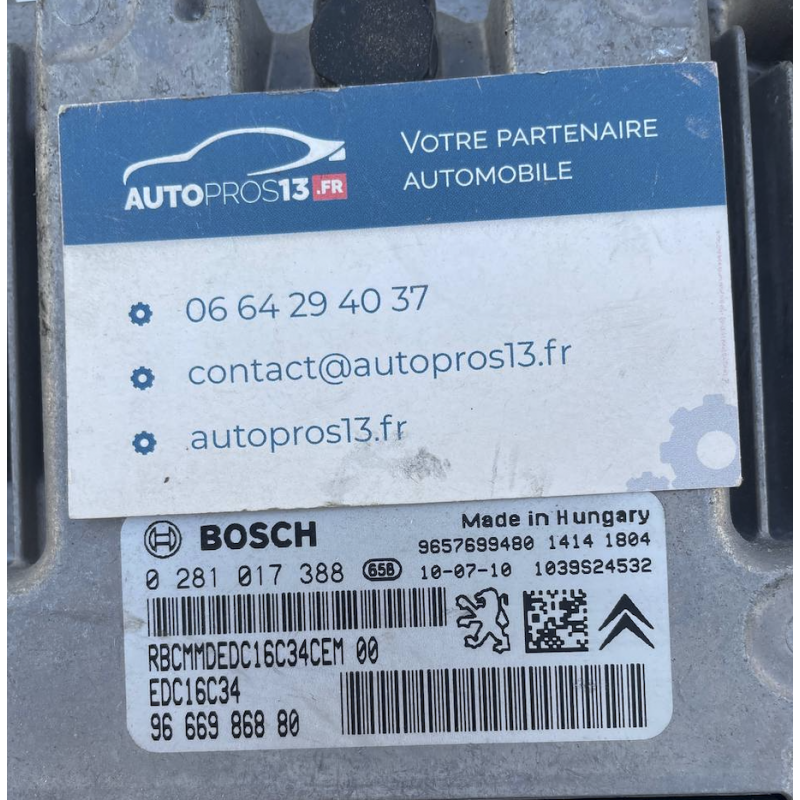 AUTOPROS13.FR
VOTRE PARTENAIRE
AUTOMOBILE
06 64 29 40 37
contact@autopros13.fr
autopros13.fr
BOSCH
Made in Hungary
9657699480 1414 1804
0 281 017 388 65B 10-07-10 1039S24532
RBCMMDEDC16C34CEM 00
EDC16C34
96 669 868 80